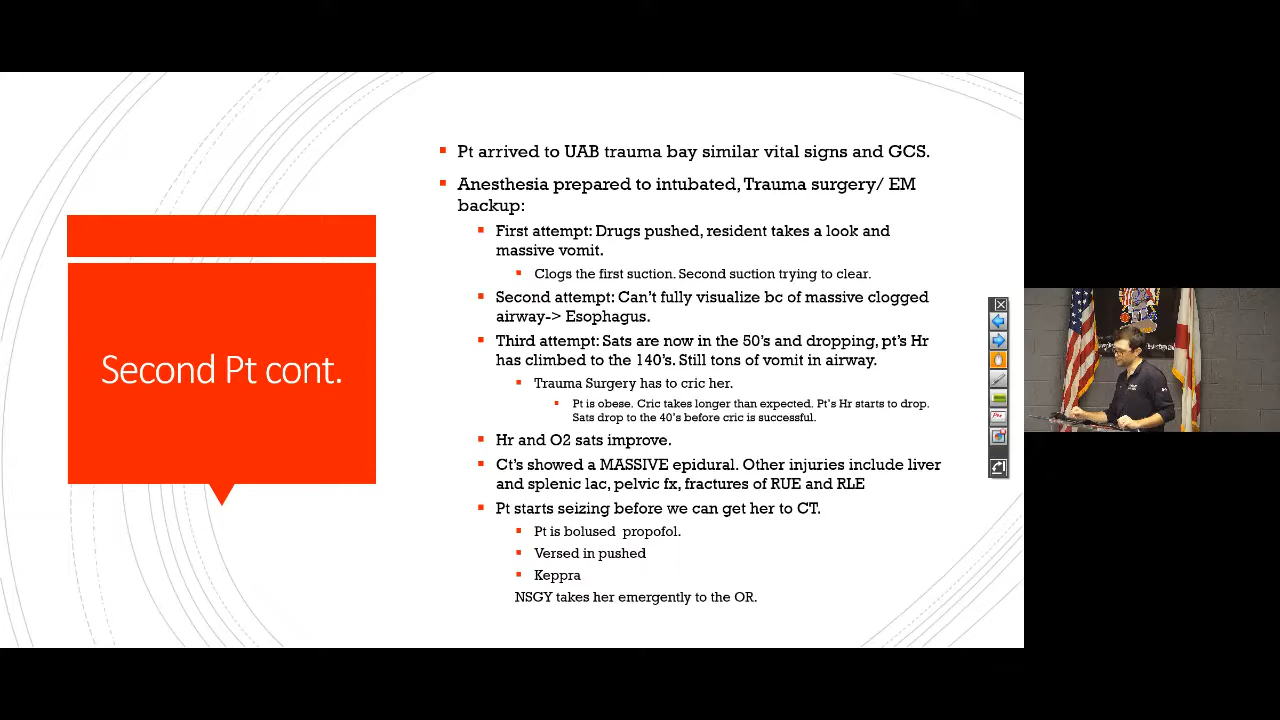 Second Pt cont.
Pt arrived to UAB trauma bay similar vital signs and GCS.
Anesthesia prepared to intubated, Trauma surgery/ EM
backup:
First attempt: Drugs pushed, resident takes a look and
massive vomit.
Clogs the first suction. Second suction trying to clear.
Second attempt: Can't fully visualize bc of massive clogged
airway-> Esophagus.
Third attempt: Sats are now in the 50's and dropping, pt's Hr
has climbed to the 140's. Still tons of vomit in airway.
Trauma Surgery has to cric her.
Pt is obese. Cric takes longer than expected. Pt's Hr starts to drop.
Sats drop to the 40's before cric is successful.
Hr and O2 sats improve.
Ct's showed a MASSIVE epidural. Other injuries include liver
and splenic lac, pelvic fx, fractures of RUE and RLE
Pt starts seizing before we can get her to CT.
Pt is bolused propofol.
Versed in pushed
Keppra
NSGY takes her emergently to the OR.